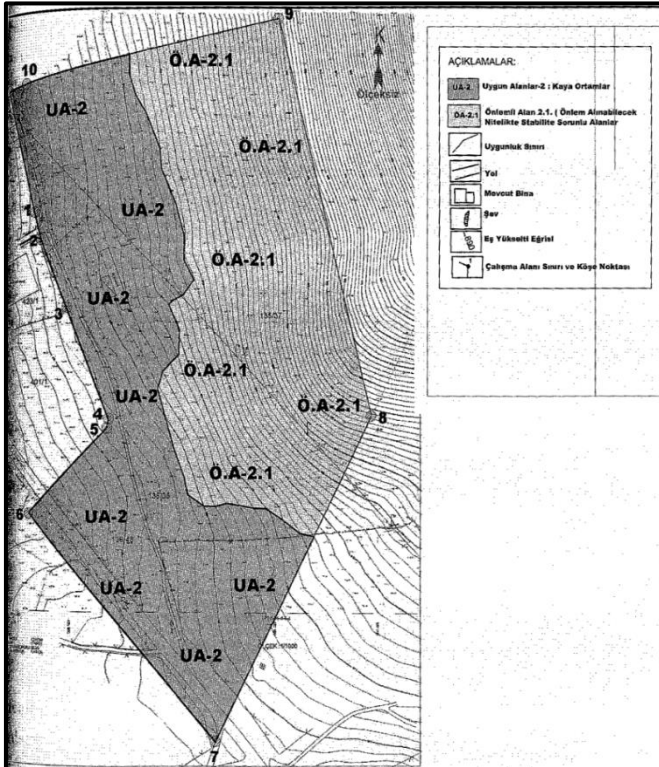 9
K
Ölçeksiz
10
Ö.A-2.1
UA-2
Ö.A-2.1
UA-2
1
2
Ö.A-2.1
UA-2
3
Ö.A-2.1
UA-2
Ö.A-2.1
4
5
8
Ö.A-2.1
6
UA-2
UA-2
UA-2
UA-2
7
AÇIKLAMALAR:
UA-2 Uygun Alanlar-2 : Kaya Ortamlar
ÖA-2.1 Önlemli Alan 2.1. ( Önlem Alınabilecek
Nitelikte Stabilite Sorunlu Alanlar
Uygunluk Sınırı
Yol
Mevcut Bina
Şev
Eş Yükselti Eğrisi
Çalışma Alanı Sınırı ve Köşe Noktası